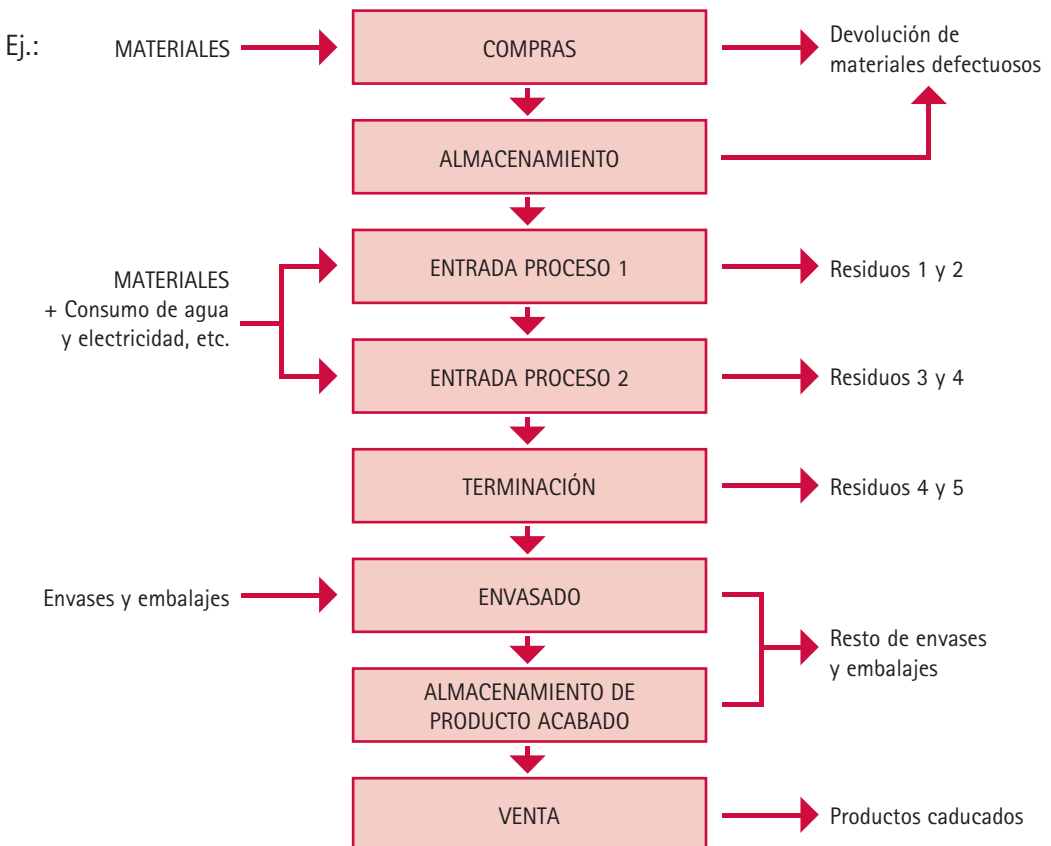 Ej.:
MATERIALES
COMPRAS
Devolución de
materiales defectuosos
ALMACENAMIENTO
MATERIALES
+ Consumo de agua
y electricidad, etc.
ENTRADA PROCESO 1
Residuos 1 y 2
ENTRADA PROCESO 2
Residuos 3 y 4
TERMINACIÓN
Residuos 4 y 5
Envases y embalajes
ENVASADO
Resto de envases
y embalajes
ALMACENAMIENTO DE
PRODUCTO ACABADO
VENTA
Productos caducados